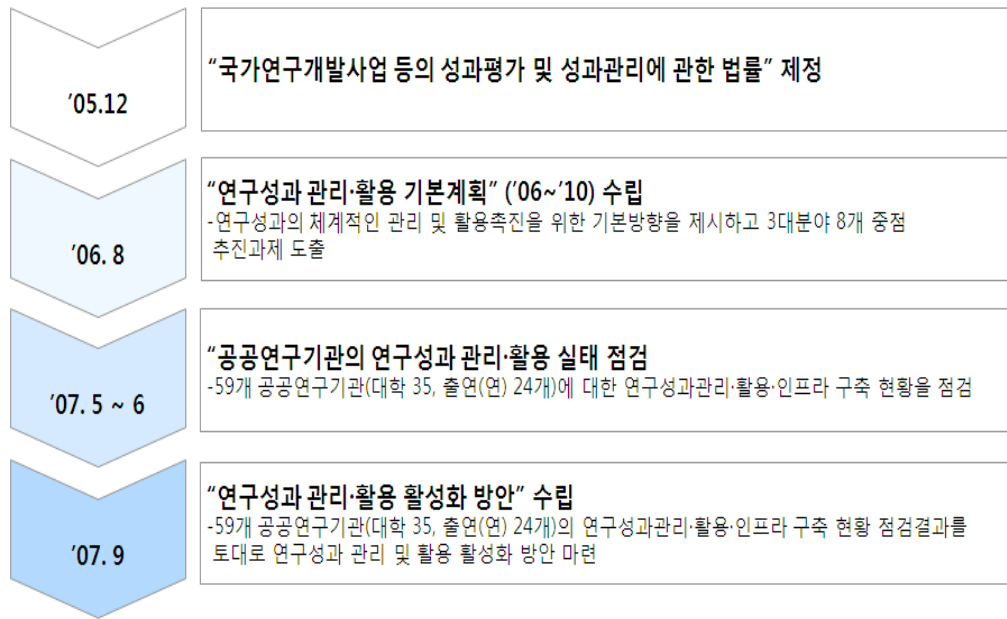 ’05.12
“국가연구개발사업 등의 성과평가 및 성과관리에 관한 법률” 제정
’06. 8
“연구성과 관리·활용 기본계획” (’06~’10) 수립
-연구성과의 체계적인 관리 및 활용촉진을 위한 기본방향을 제시하고 3대분야 8개 중점
추진과제 도출
’07. 5 ~ 6
“공공연구기관의 연구성과 관리·활용 실태 점검
-59개 공공연구기관(대학 35, 출연(연) 24개)에 대한 연구성과관리·활용·인프라 구축 현황을 점검
’07. 9
“연구성과 관리·활용 활성화 방안” 수립
-59개 공공연구기관(대학 35, 출연(연) 24개)의 연구성과관리·활용·인프라 구축 현황 점검결과를
토대로 연구성과 관리 및 활용 활성화 방안 마련